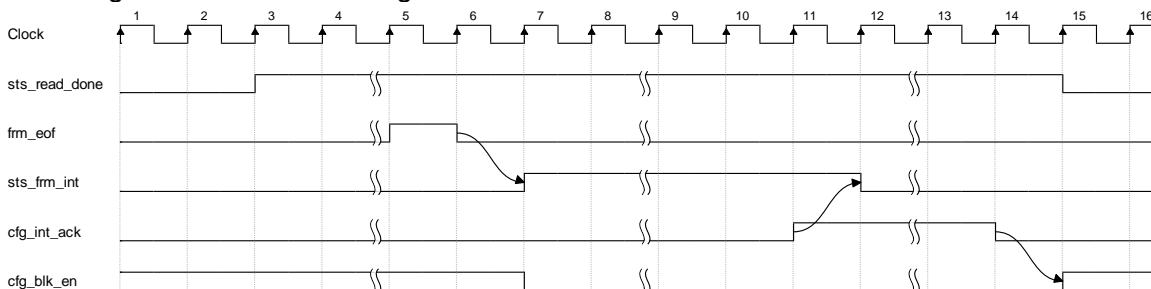 1 2 3 4 5 6 7 8 9 10 11 12 13 14 15 16
Clock
sts_read_done
frm_eof
sts_frm_int
cfg_int_ack
cfg_blk_en